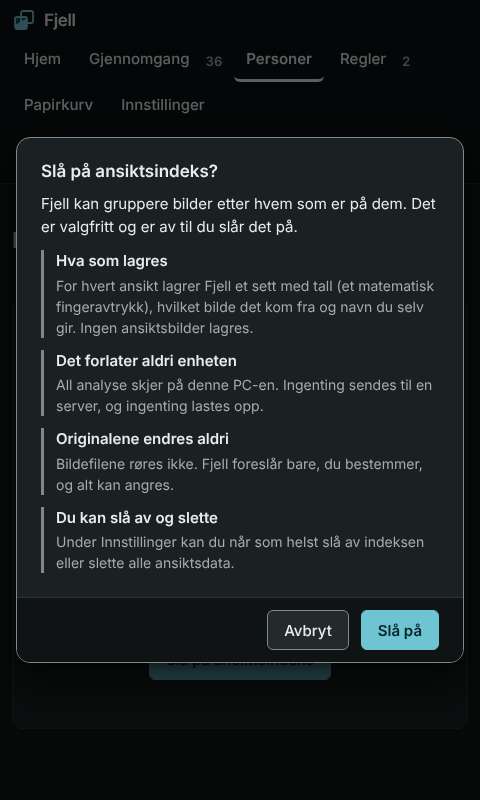 Fjell
Hjem Gjennomgang 36 Personer Regler 2
Papirkurv Innstillinger
Slå på ansiktsindeks?
Fjell kan gruppere bilder etter hvem som er på dem. Det
er valgfritt og er av til du slår det på.
Hva som lagres
For hvert ansikt lagrer Fjell et sett med tall (et matematisk
fingeravtrykk), hvilket bilde det kom fra og navn du selv
gir. Ingen ansiktsbilder lagres.
Det forlater aldri enheten
All analyse skjer på denne PC-en. Ingenting sendes til en
server, og ingenting lastes opp.
Originalene endres aldri
Bildefilene røres ikke. Fjell foreslår bare, du bestemmer,
og alt kan angres.
Du kan slå av og slette
Under Innstillinger kan du når som helst slå av indeksen
eller slette alle ansiktsdata.
Avbryt Slå på